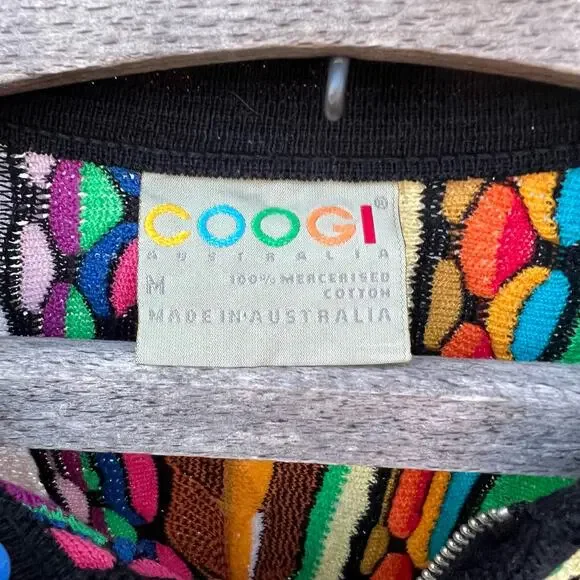 COOGI®
AUSTRALIA
M 100% MERCERISED
COTTON
MADE IN AUSTRALIA